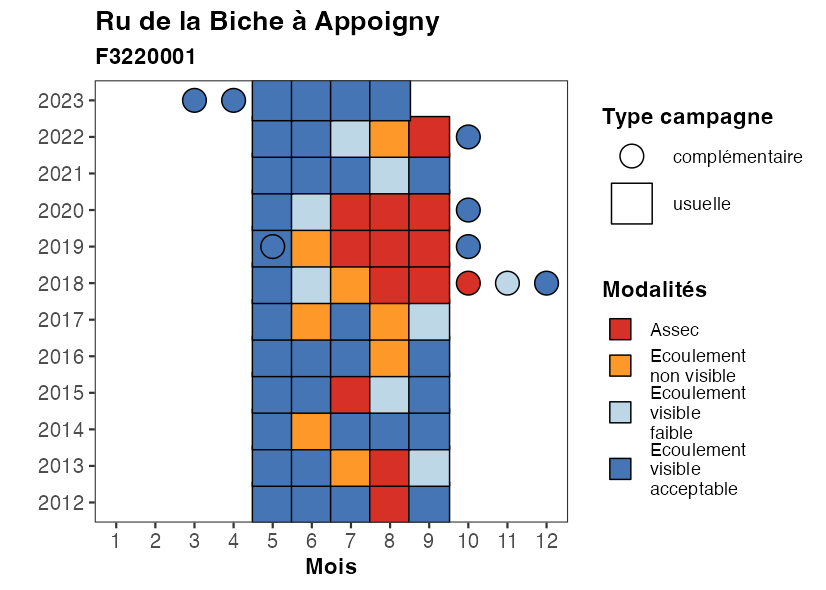 Ru de la Biche à Appoigny
F3220001
2023
2022
2021
2020
2019
2018
2017
2016
2015
2014
2013
2012
1 2 3 4 5 6 7 8 9 10 11 12
Mois
Type campagne
complémentaire
usuelle
Modalités
Assec
Ecoulement
non visible
Ecoulement
visible
faible
Ecoulement
visible
acceptable